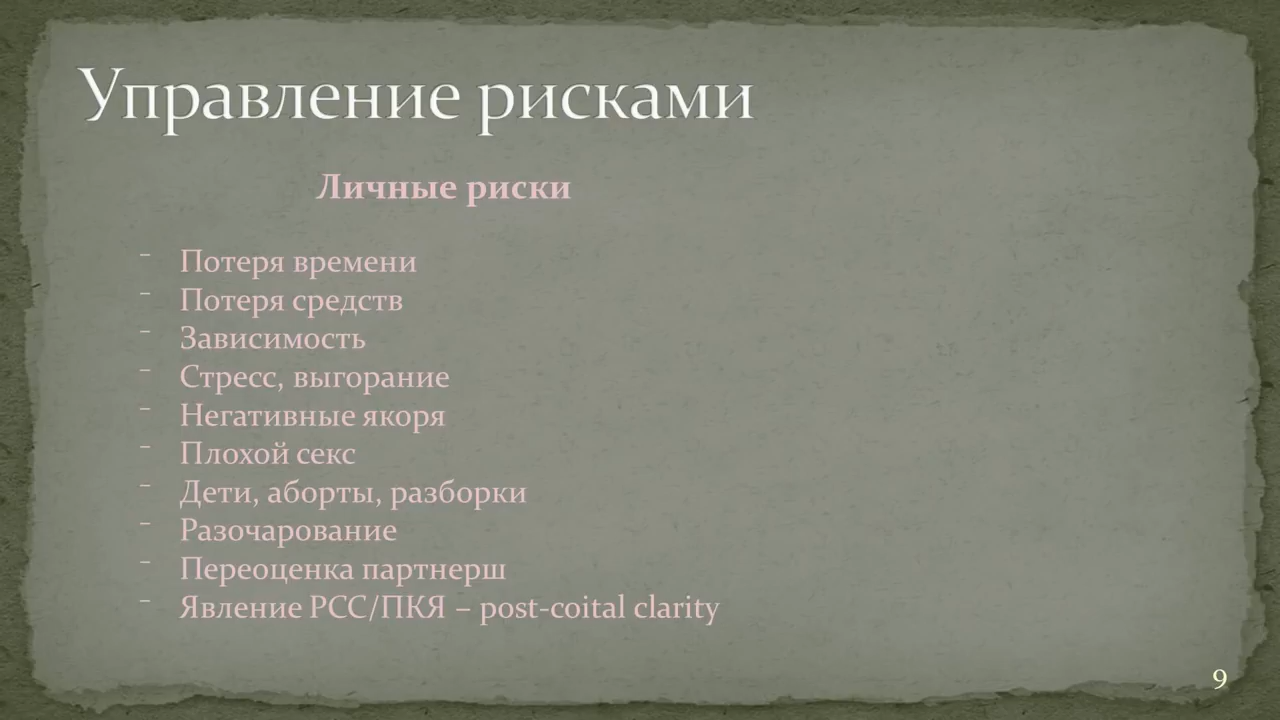 Управление рисками
Личные риски
- Потеря времени
- Потеря средств
- Зависимость
- Стресс, выгорание
- Негативные якоря
- Плохой секс
- Дети, аборты, разборки
- Разочарование
- Переоценка партнерш
- Явление PCC/ПКЯ – post-coital clarity
9